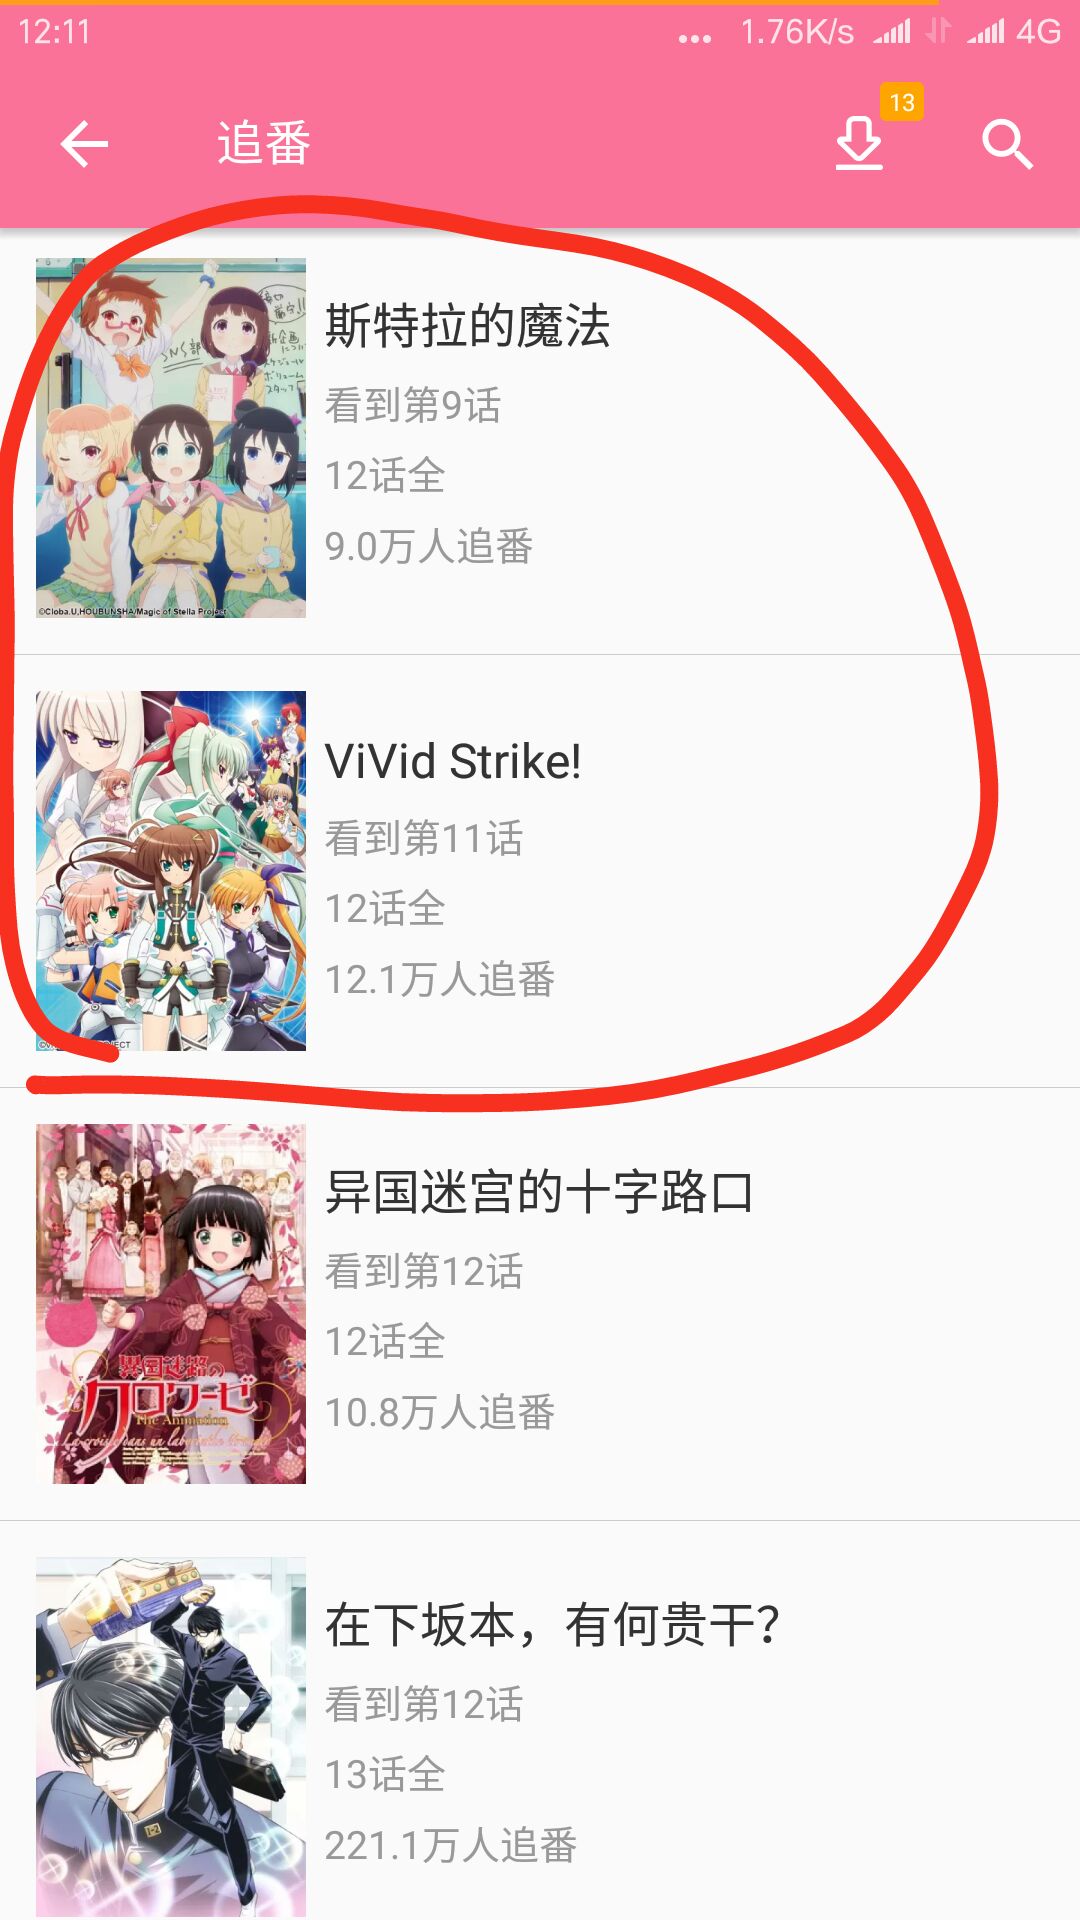 12:11
1.76K/s
4G
追番
13
斯特拉的魔法
看到第9话
12话全
9.0万人追番
©Cloba.U,HOUBUNSHA/Magic of Stella Project
ViVid Strike!
看到第11话
12话全
12.1万人追番
异国迷宫的十字路口
看到第12话
12话全
10.8万人追番
異国迷路の
クロワーゼ
The Animation
在下坂本，有何贵干？
看到第12话
13话全
221.1万人追番